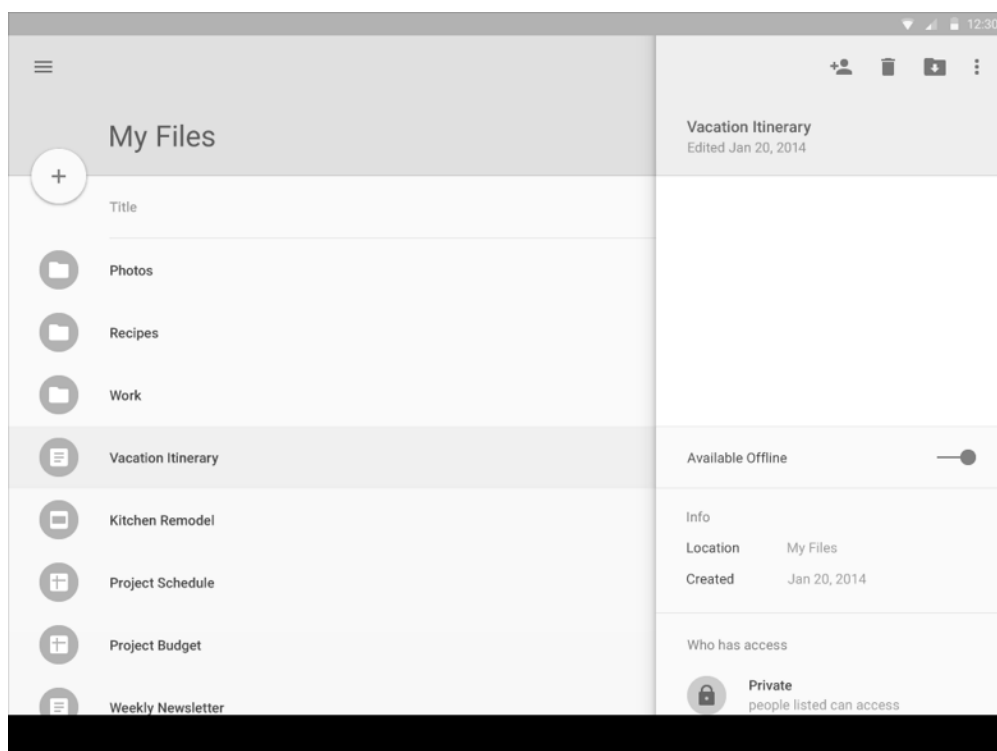 12:30
My Files
Title
Photos
Recipes
Work
Vacation Itinerary
Kitchen Remodel
Project Schedule
Project Budget
Weekly Newsletter
Vacation Itinerary
Edited Jan 20, 2014
Available Offline
Info
Location My Files
Created Jan 20, 2014
Who has access
Private
people listed can access